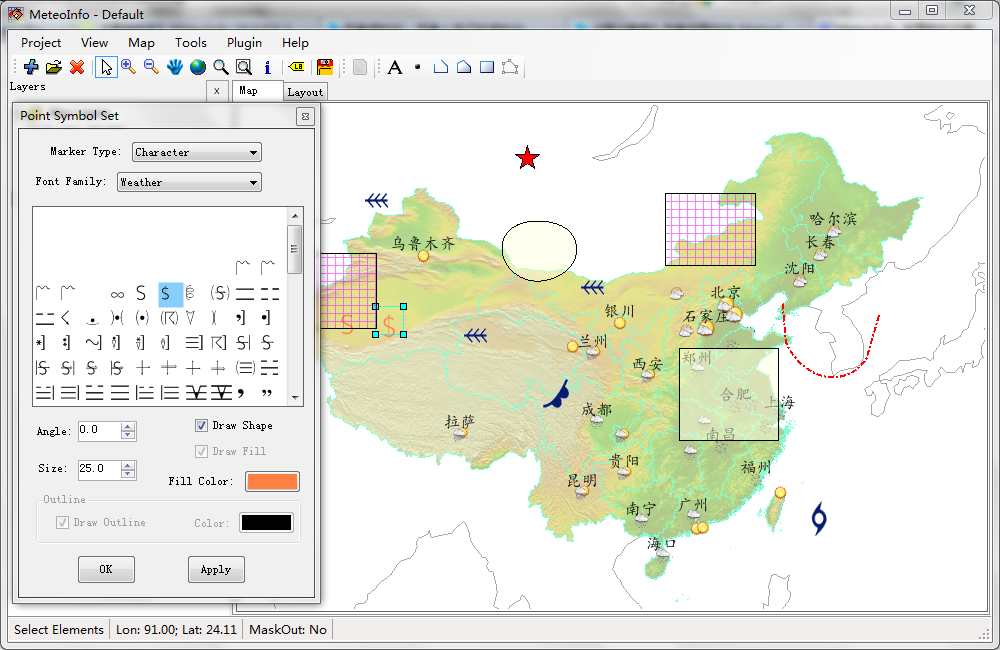 MeteoInfo - Default
Project View Map Tools Plugin Help
LB
A
Layers
x
Map
Layout
Point Symbol Set
Marker Type: Character
Font Family: Weather
Angle: 0.0
Draw Shape
Draw Fill
Size: 25.0
Fill Color:
Outline
Draw Outline
Color:
OK
Apply
哈尔滨
长春
乌鲁木齐
沈阳
北京
银川
石家庄
兰州
郑州
西安
合肥
上海
成都
拉萨
南昌
贵阳
福州
昆明
南宁
广州
海口
Select Elements
Lon: 91.00; Lat: 24.11
MaskOut: No